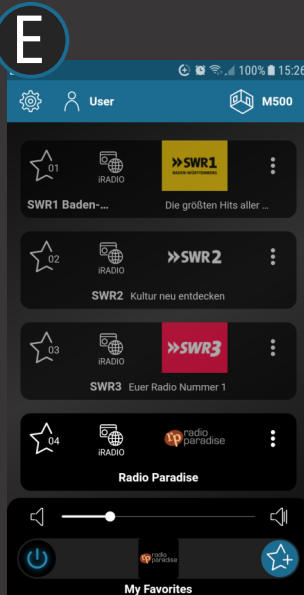 E
100% 15:26
User M500
01 iRADIO »SWR1
BADEN-WÜRTTEMBERG
SWR1 Baden-... Die größten Hits aller ...
02 iRADIO »SWR2
SWR2 Kultur neu entdecken
03 iRADIO »SWR3
SWR3 Euer Radio Nummer 1
04 iRADIO rp radio paradise
Radio Paradise
rp radio paradise
My Favorites